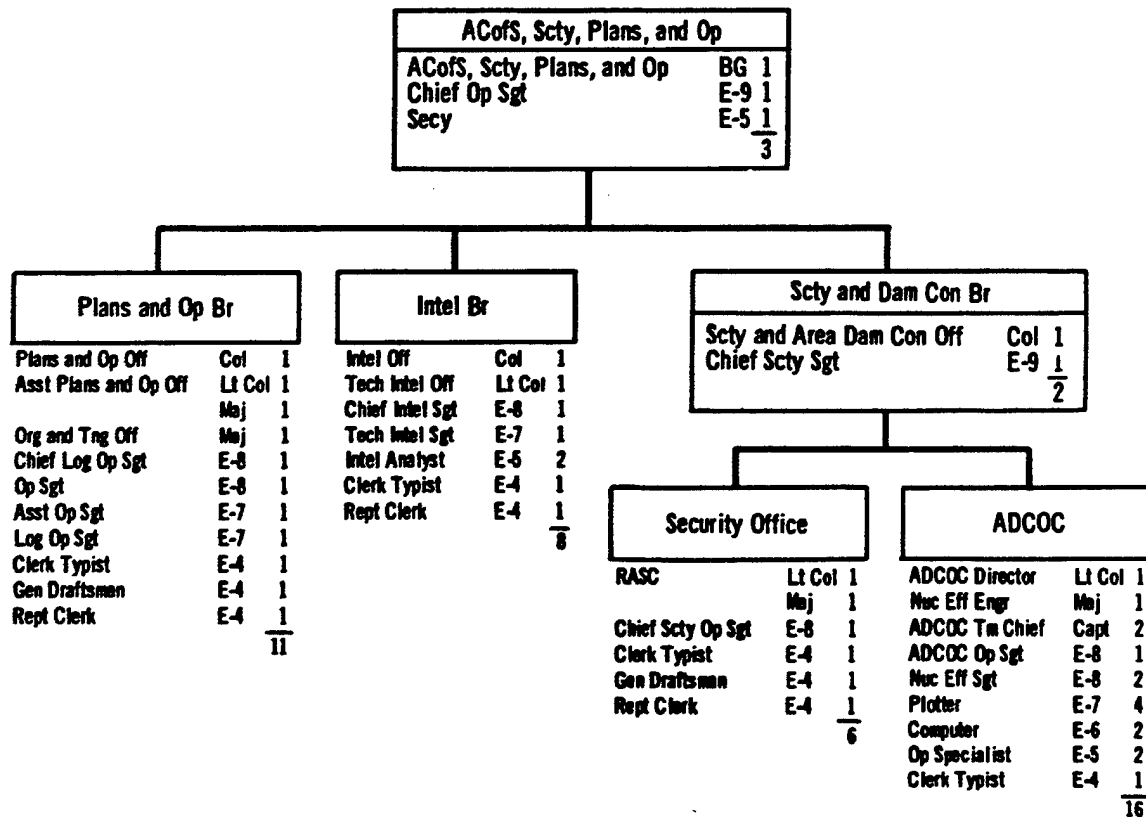 ACofS, Scty, Plans, and Op
ACofS, Scty, Plans, and Op BG 1
Chief Op Sgt E-9 1
Secy E-5 1
3
Plans and Op Br
Plans and Op Off Col 1
Asst Plans and Op Off Lt Col 1
Maj 1
Org and Tng Off Maj 1
Chief Log Op Sgt E-8 1
Op Sgt E-8 1
Asst Op Sgt E-7 1
Log Op Sgt E-7 1
Clerk Typist E-4 1
Gen Draftsman E-4 1
Rept Clerk E-4 1
11
Intel Br
Intel Off Col 1
Tech Intel Off Lt Col 1
Chief Intel Sgt E-8 1
Tech Intel Sgt E-7 1
Intel Analyst E-5 2
Clerk Typist E-4 1
Rept Clerk E-4 1
8
Scty and Dam Con Br
Scty and Area Dam Con Off Col 1
Chief Scty Sgt E-9 1
2
Security Office
RASC Lt Col 1
Maj 1
Chief Scty Op Sgt E-8 1
Clerk Typist E-4 1
Gen Draftsman E-4 1
Rept Clerk E-4 1
6
ADCOC
ADCOC Director Lt Col 1
Nuc Eff Engr Maj 1
ADCOC Tm Chief Capt 2
ADCOC Op Sgt E-8 1
Nuc Eff Sgt E-8 2
Plotter E-7 4
Computer E-6 2
Op Specialist E-5 2
Clerk Typist E-4 1
16